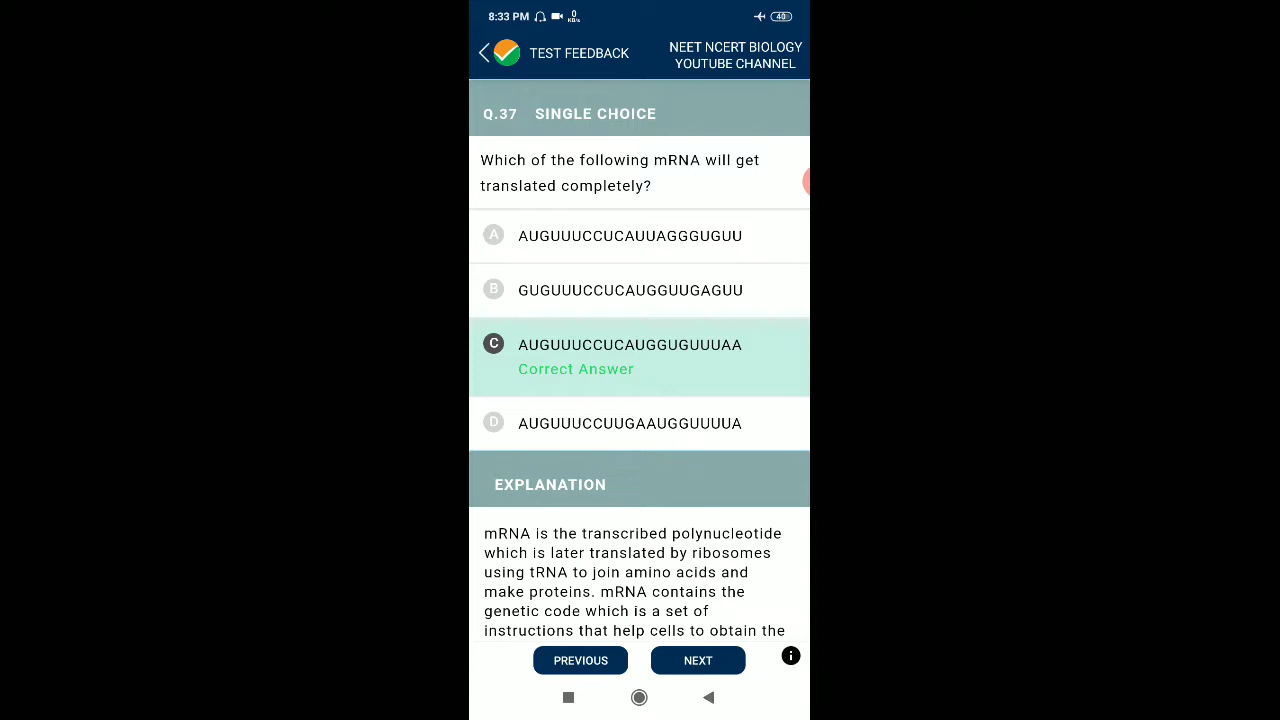 8:33 PM 0 KB/s 40
TEST FEEDBACK
NEET NCERT BIOLOGY
YOUTUBE CHANNEL
Q.37 SINGLE CHOICE
Which of the following mRNA will get
translated completely?
A AUGUUUCCUCAUUAGGGUGUU
B GUGUUUCCUCAUGGUUGAGUU
C AUGUUUCCUCAUGGUGUUUAA
Correct Answer
D AUGUUUCCUUGAAUGGUUUUA
EXPLANATION
mRNA is the transcribed polynucleotide
which is later translated by ribosomes
using tRNA to join amino acids and
make proteins. mRNA contains the
genetic code which is a set of
instructions that help cells to obtain the
PREVIOUS NEXT i